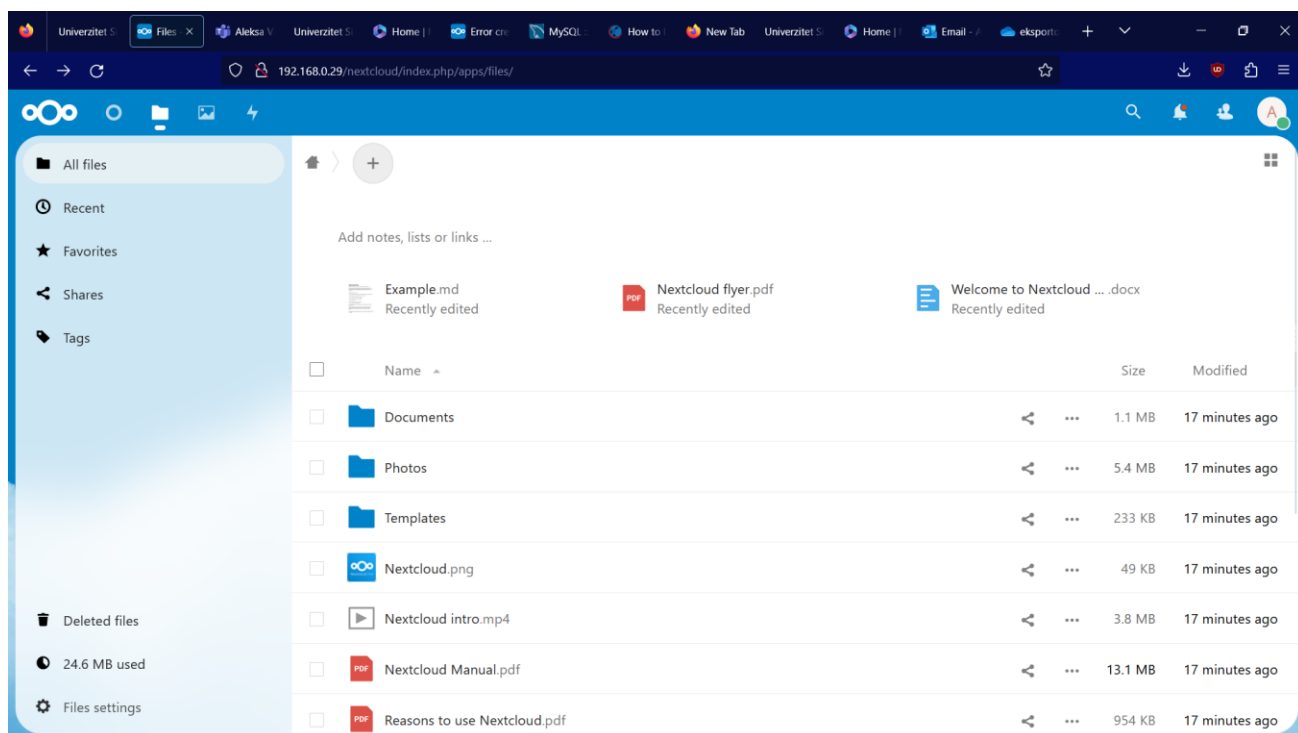 Univerzitet S Files Aleksa V Univerzitet Si Home | Error cre MySQL How to New Tab Univerzitet S Home | Email - A eksporto
192.168.0.29/nextcloud/index.php/apps/files/
A
All files
Recent
Favorites
Shares
Tags
Deleted files
24.6 MB used
Files settings
Add notes, lists or links ...
Example.md
Recently edited
Nextcloud flyer.pdf
Recently edited
Welcome to Nextcloud ... .docx
Recently edited
Name Size Modified
Documents 1.1 MB 17 minutes ago
Photos 5.4 MB 17 minutes ago
Templates 233 KB 17 minutes ago
Nextcloud.png 49 KB 17 minutes ago
Nextcloud intro.mp4 3.8 MB 17 minutes ago
PDF Nextcloud Manual.pdf 13.1 MB 17 minutes ago
PDF Reasons to use Nextcloud.pdf 954 KB 17 minutes ago